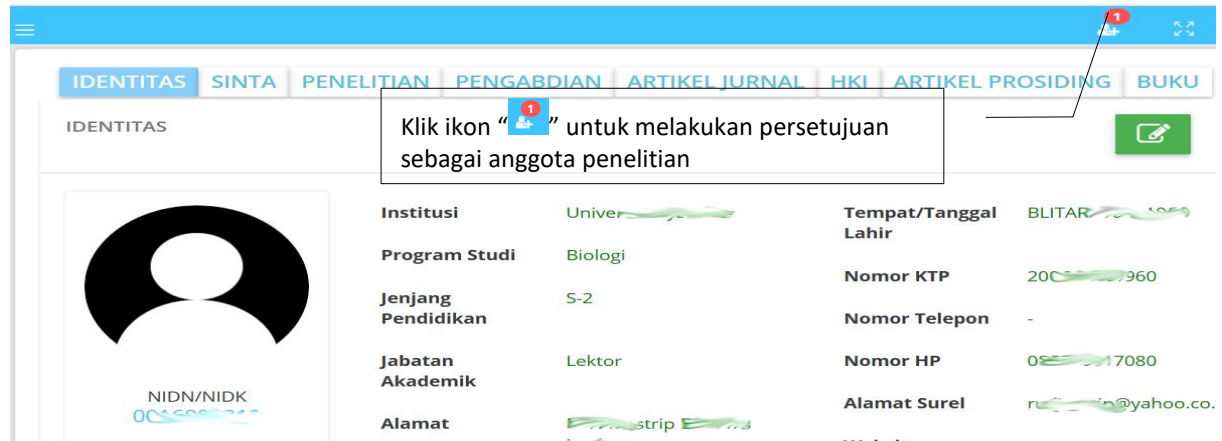 1
IDENTITAS SINTA PENELITIAN PENGABDIAN ARTIKEL JURNAL HKI ARTIKEL PROSIDING BUKU
IDENTITAS
Klik ikon “ 1 ” untuk melakukan persetujuan
sebagai anggota penelitian
Institusi
Program Studi Biologi
Jenjang
Pendidikan
S-2
Jabatan
Akademik
Lektor
Alamat
Tempat/Tanggal
Lahir
BLITAR
Nomor KTP
Nomor Telepon -
Nomor HP
Alamat Surel
NIDN/NIDK